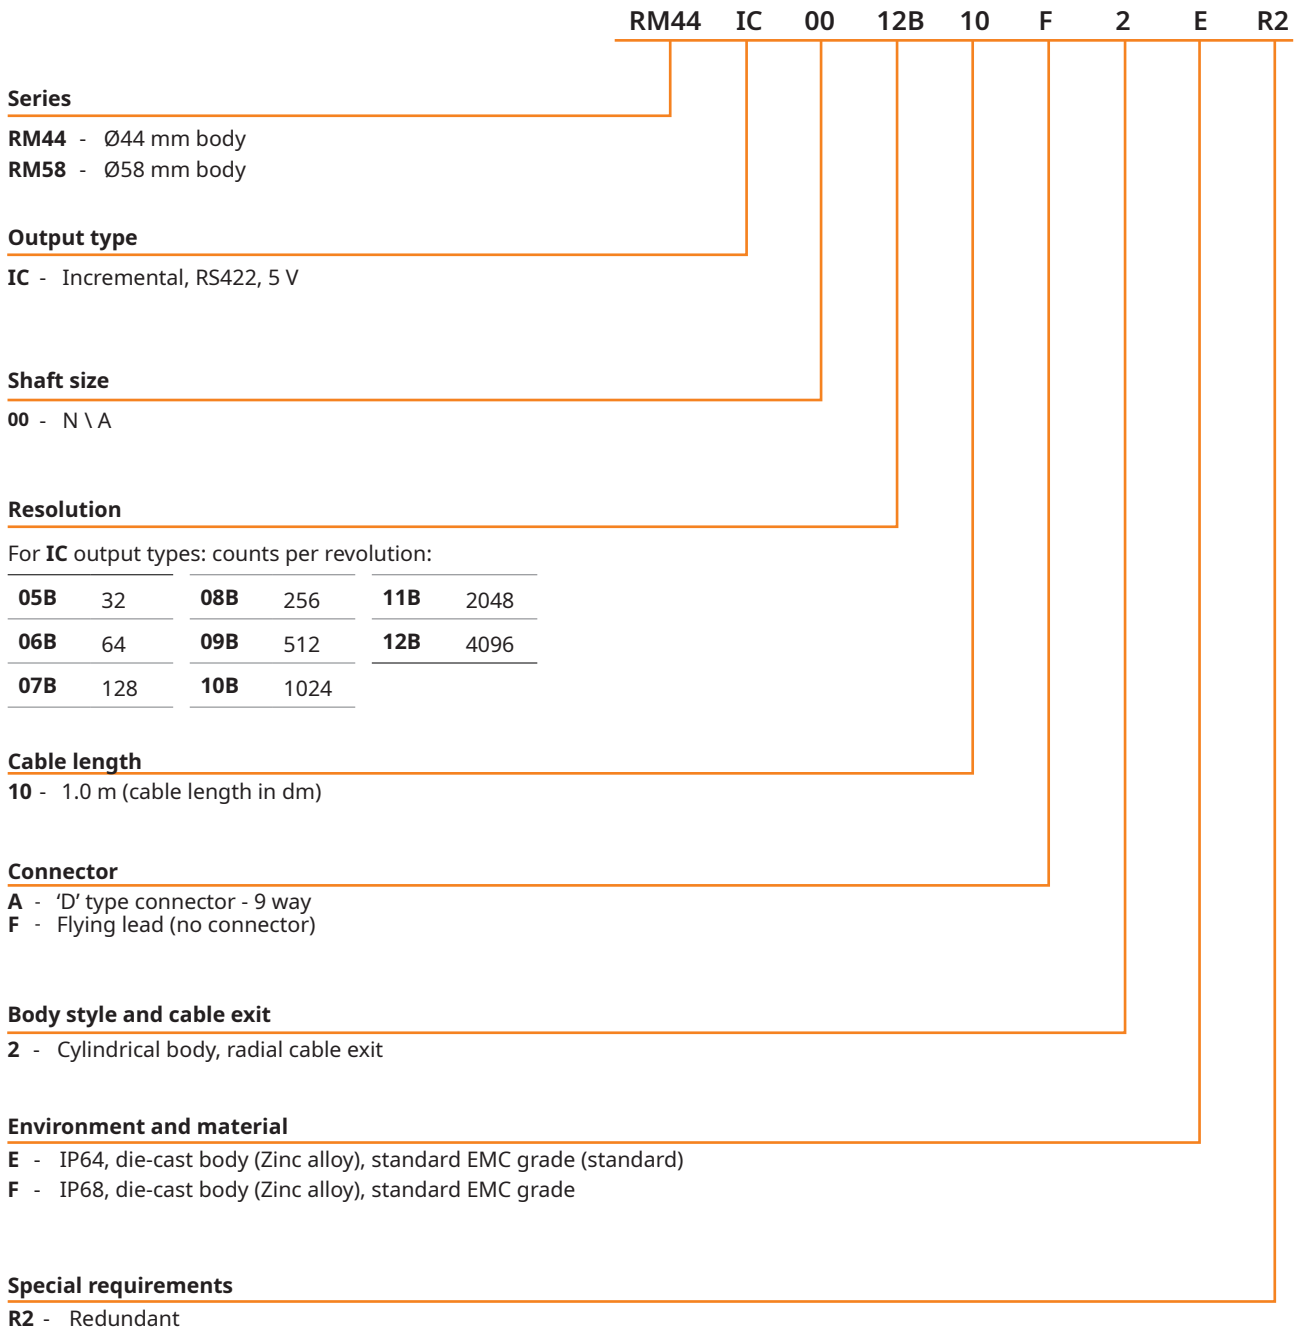 RM44 IC 00 12B 10 F 2 E R2
Series
RM44 - Ø44 mm body
RM58 - Ø58 mm body
Output type
IC - Incremental, RS422, 5 V
Shaft size
00 - N \ A
Resolution
For IC output types: counts per revolution:
05B 32 08B 256 11B 2048
06B 64 09B 512 12B 4096
07B 128 10B 1024
Cable length
10 - 1.0 m (cable length in dm)
Connector
A - ‘D’ type connector - 9 way
F - Flying lead (no connector)
Body style and cable exit
2 - Cylindrical body, radial cable exit
Environment and material
E - IP64, die-cast body (Zinc alloy), standard EMC grade (standard)
F - IP68, die-cast body (Zinc alloy), standard EMC grade
Special requirements
R2 - Redundant